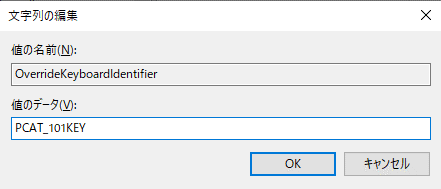 文字列の編集
値の名前(N):
OverrideKeyboardIdentifier
値のデータ(V):
PCAT_101KEY
OK
キャンセル